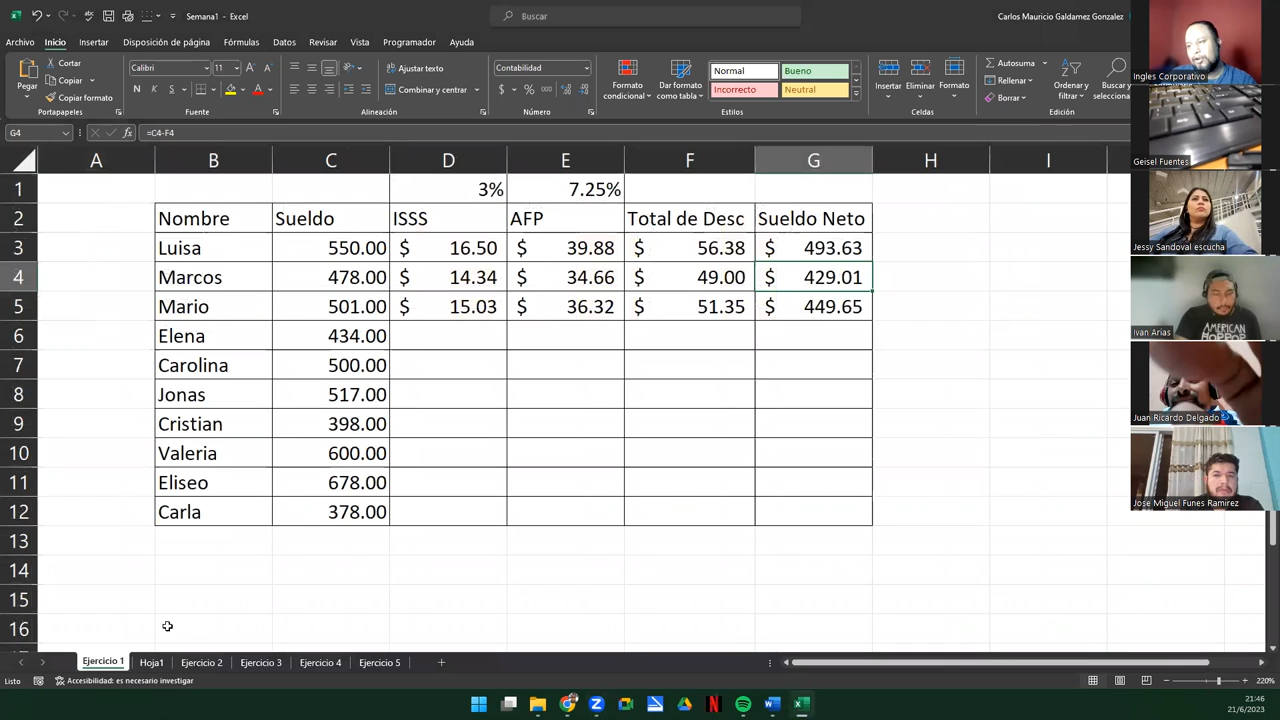 Semana1 - Excel
Buscar
Carlos Mauricio Galdamez Gonzalez
Archivo Inicio Insertar Disposición de página Fórmulas Datos Revisar Vista Programador Ayuda
Pegar
Cortar
Copiar
Copiar formato
Portapapeles
Calibri 11
N K S
Fuente
Ajustar texto
Combinar y centrar
Alineación
Contabilidad
$ % 000
Número
Formato condicional
Dar formato como tabla
Normal Bueno
Incorrecto Neutral
Estilos
Insertar Eliminar Formato
Celdas
Autosuma
Rellenar
Borrar
Ordenar y filtrar
Buscar y
Edición
G4 fx =C4-F4
A B C D E F G H I
1 3% 7.25%
2 Nombre Sueldo ISSS AFP Total de Desc Sueldo Neto
3 Luisa 550.00 $ 16.50 $ 39.88 $ 56.38 $ 493.63
4 Marcos 478.00 $ 14.34 $ 34.66 $ 49.00 $ 429.01
5 Mario 501.00 $ 15.03 $ 36.32 $ 51.35 $ 449.65
6 Elena 434.00
7 Carolina 500.00
8 Jonas 517.00
9 Cristian 398.00
10 Valeria 600.00
11 Eliseo 678.00
12 Carla 378.00
13
14
15
16
Ejercicio 1 Hoja1 Ejercicio 2 Ejercicio 3 Ejercicio 4 Ejercicio 5
Listo Accesibilidad: es necesario investigar 220%
21:46
21/6/2023
Ingles Corporativo
Geisel Fuentes
Jessy Sandoval escucha
Ivan Arias
AMERICAN
Juan Ricardo Delgado
Jose Miguel Funes Ramirez